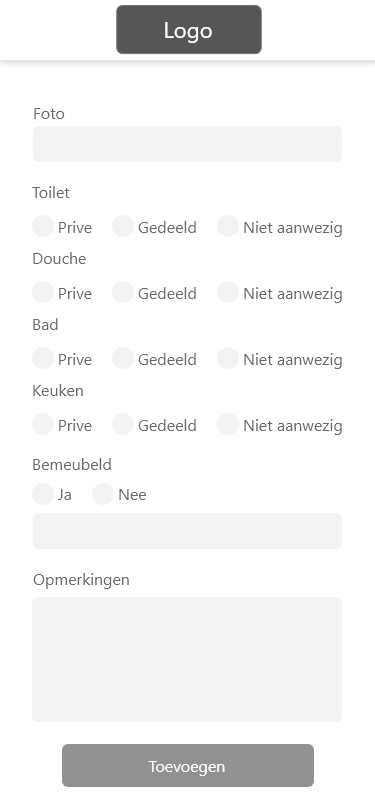 Logo
Foto
Toilet
Prive Gedeeld Niet aanwezig
Douche
Prive Gedeeld Niet aanwezig
Bad
Prive Gedeeld Niet aanwezig
Keuken
Prive Gedeeld Niet aanwezig
Bemeubeld
Ja Nee
Opmerkingen
Toevoegen